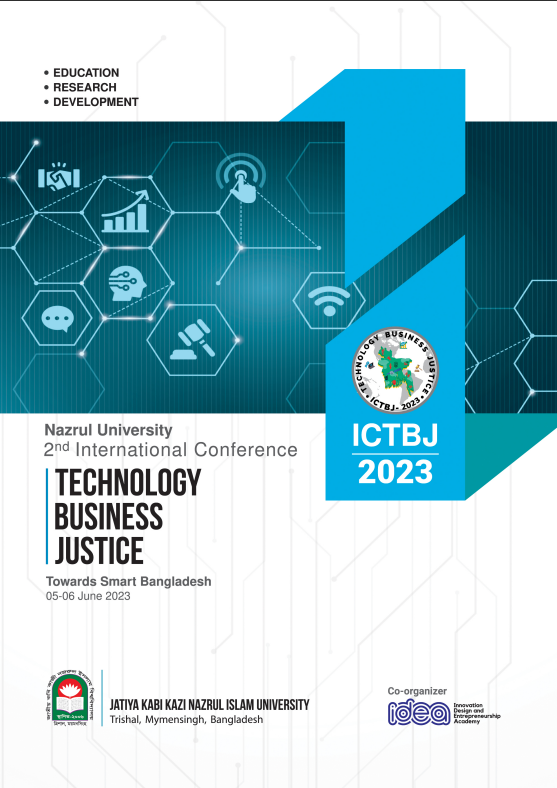 • EDUCATION
• RESEARCH
• DEVELOPMENT
TECHNOLOGY BUSINESS JUSTICE
• ICTBJ - 2023 •
ICTBJ
2023
Nazrul University
2nd International Conference
TECHNOLOGY
BUSINESS
JUSTICE
Towards Smart Bangladesh
05-06 June 2023
JATIYA KABI KAZI NAZRUL ISLAM UNIVERSITY
Trishal, Mymensingh, Bangladesh
Co-organizer
idea
Innovation
Design and
Entrepreneurship
Academy